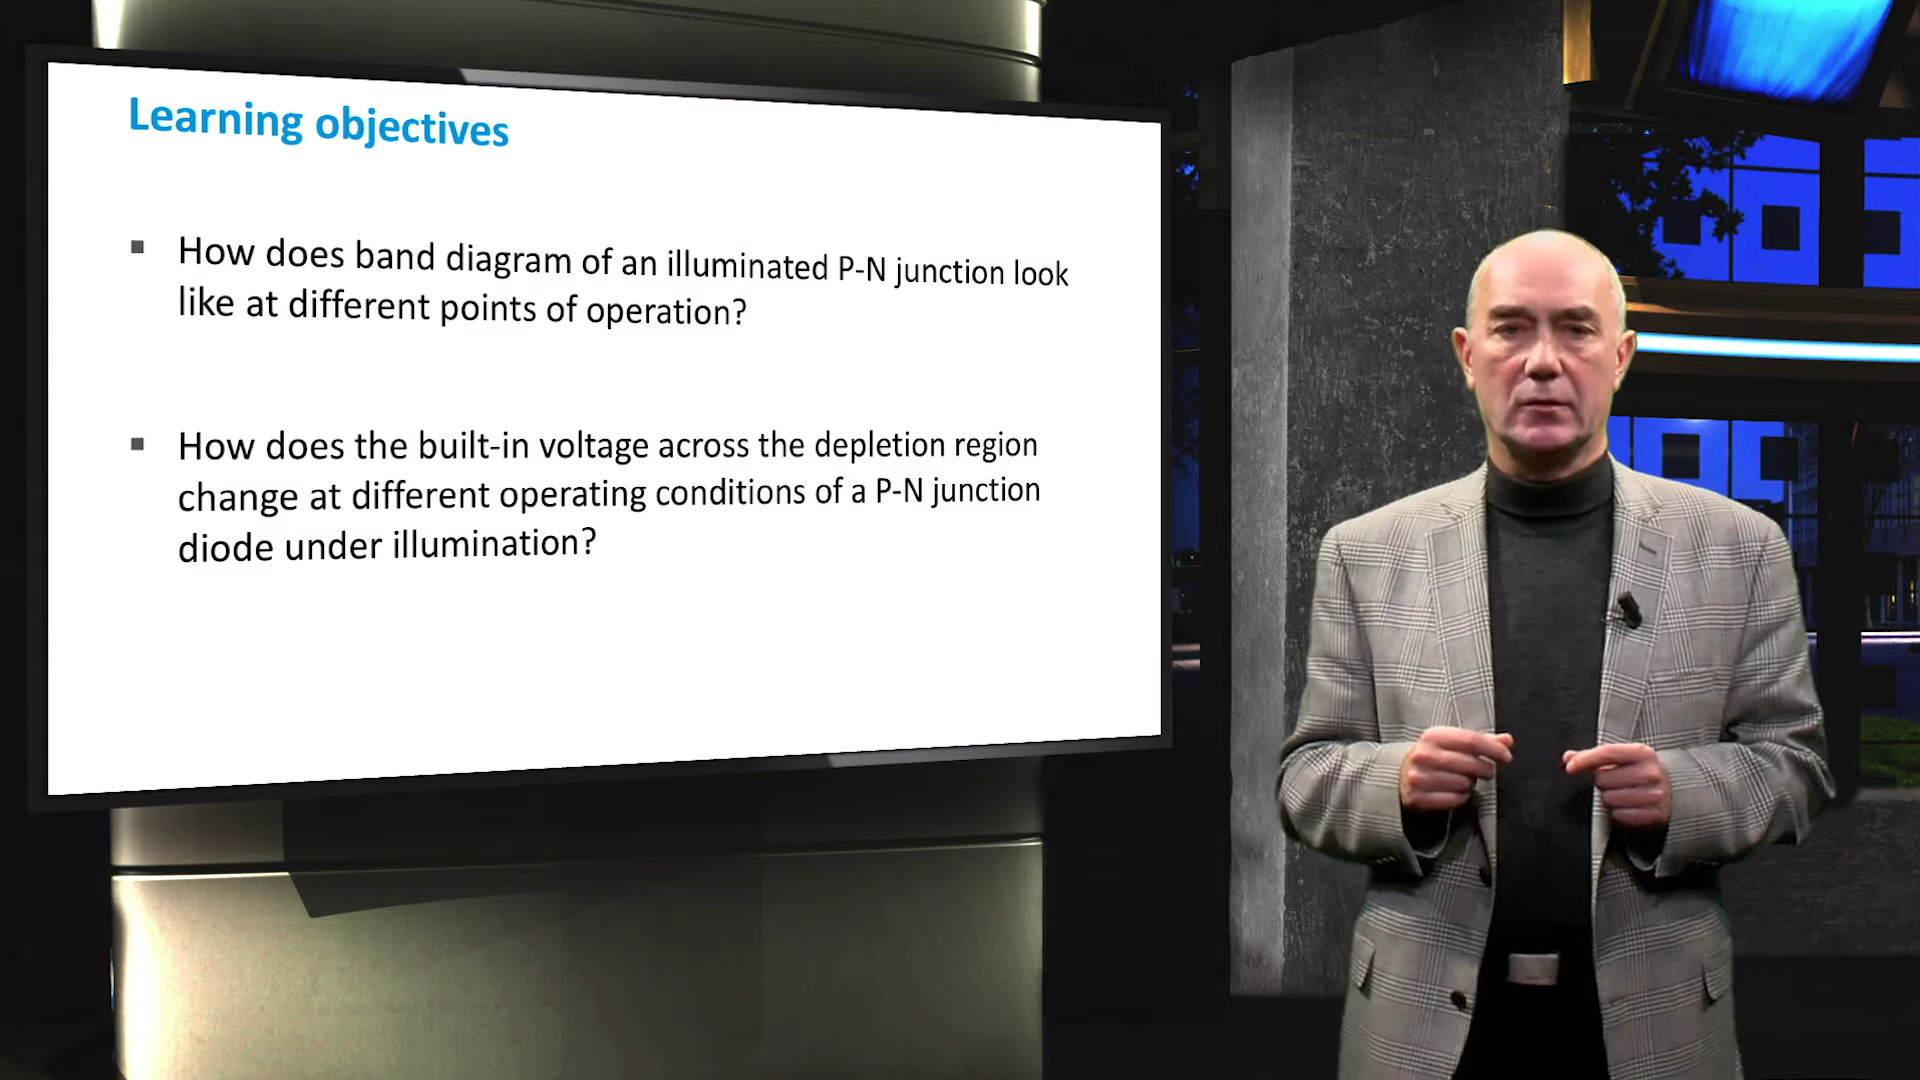 Learning objectives
▪ How does band diagram of an illuminated P-N junction look
like at different points of operation?
▪ How does the built-in voltage across the depletion region
change at different operating conditions of a P-N junction
diode under illumination?